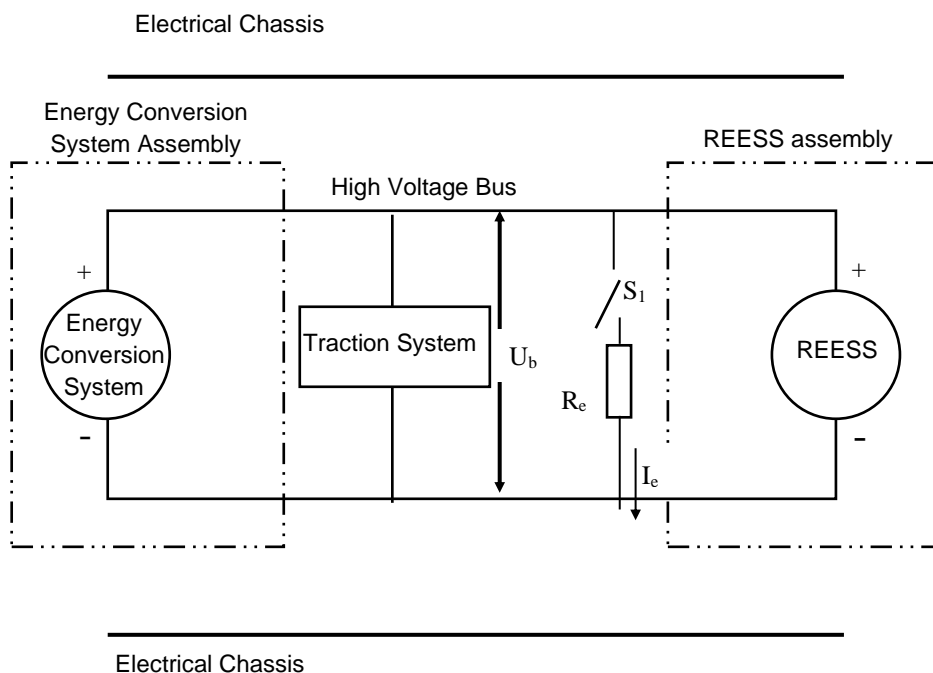 Electrical Chassis
Energy Conversion
System Assembly
REESS assembly
High Voltage Bus
+
+
S1
Energy
Conversion
System
Traction System
Ub
REESS
Re
-
-
Ie
Electrical Chassis